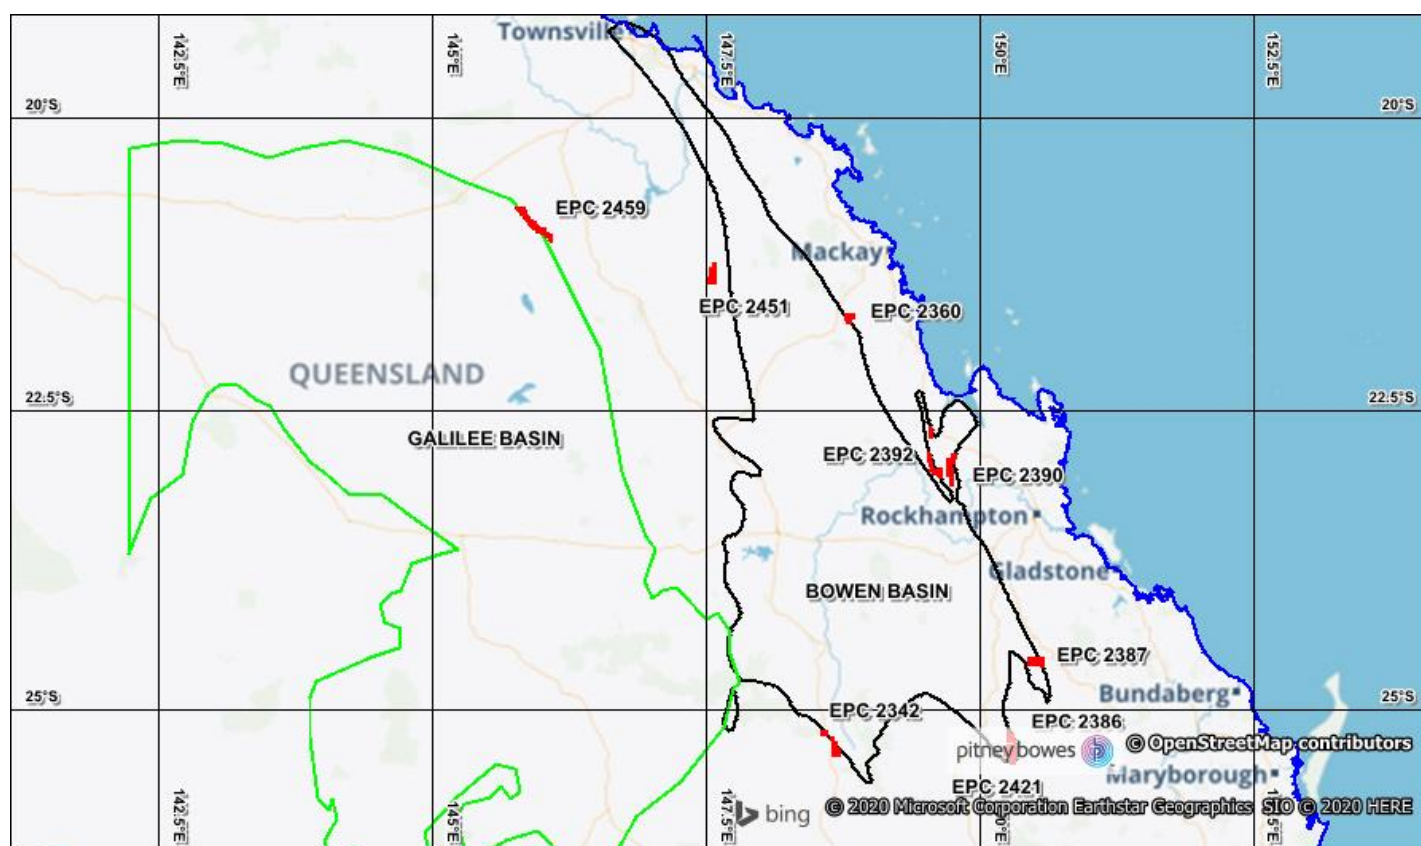 Townsville
142.5°E
145°E
147.5°E
150°E
152.5°E
20°S
20°S
EPC 2459
Mackay
EPC 2451
EPC 2360
QUEENSLAND
22.5°S
22.5°S
GALILEE BASIN
EPC 2392
EPC 2390
Rockhampton
Gladstone
BOWEN BASIN
EPC 2387
Bundaberg
25°S
25°S
EPC 2342
EPC 2386
pitney bowes
© OpenStreetMap contributors
Maryborough
EPC 2421
bing
© 2020 Microsoft Corporation Earthstar Geographics SIO © 2020 HERE
142.5°E
145°E
147.5°E